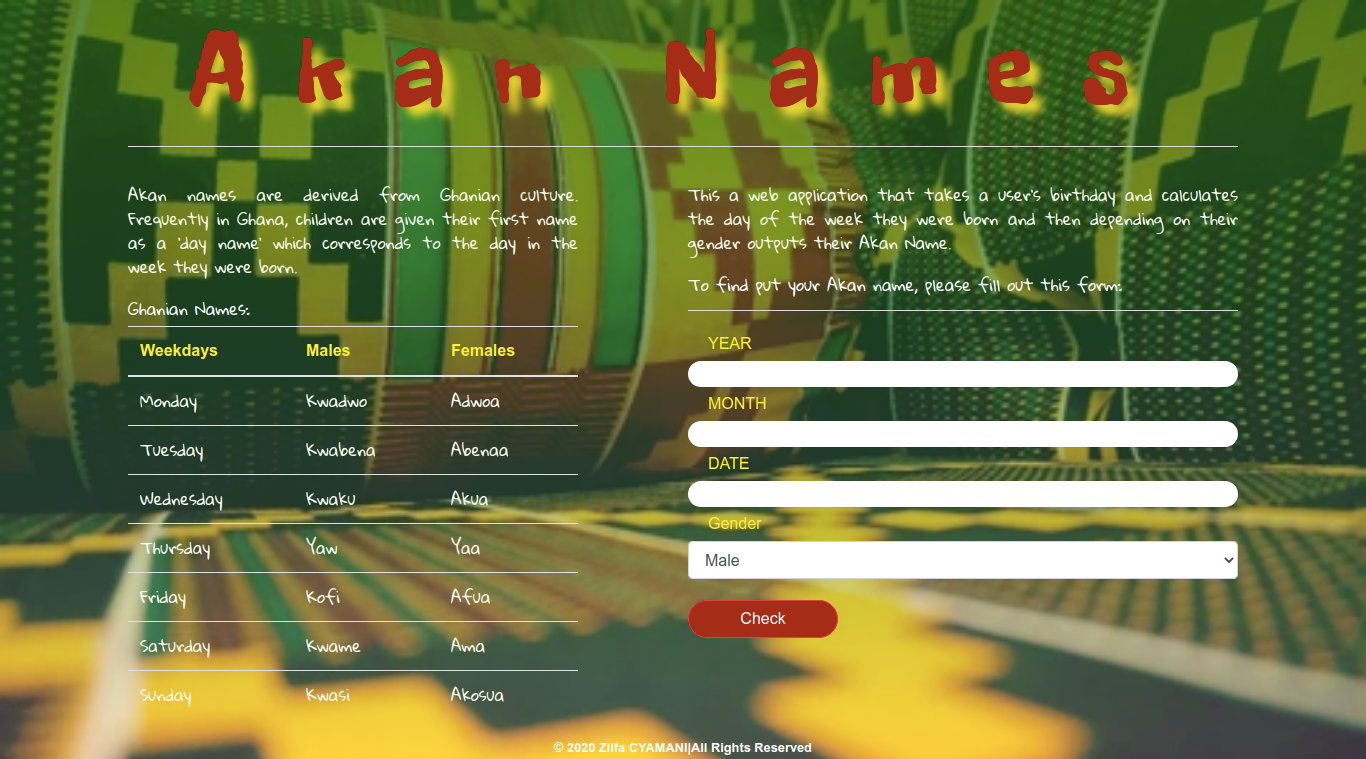 Akan Names
Akan names are derived from Ghanian culture.
Frequently in Ghana, children are given their first name
as a 'day name' which corresponds to the day in the
week they were born.
Ghanian Names:
Weekdays Males Females
Monday Kwadwo Adwoa
Tuesday Kwabena Abenaa
Wednesday Kwaku Akua
Thursday Yaw Yaa
Friday Kofi Afua
Saturday Kwame Ama
Sunday Kwasi Akosua
This a web application that takes a user's birthday and calculates
the day of the week they were born and then depending on their
gender outputs their Akan Name.
To find put your Akan name, please fill out this form:
YEAR
MONTH
DATE
Gender
Male
Check
© 2020 Zilfa CYAMANI|All Rights Reserved